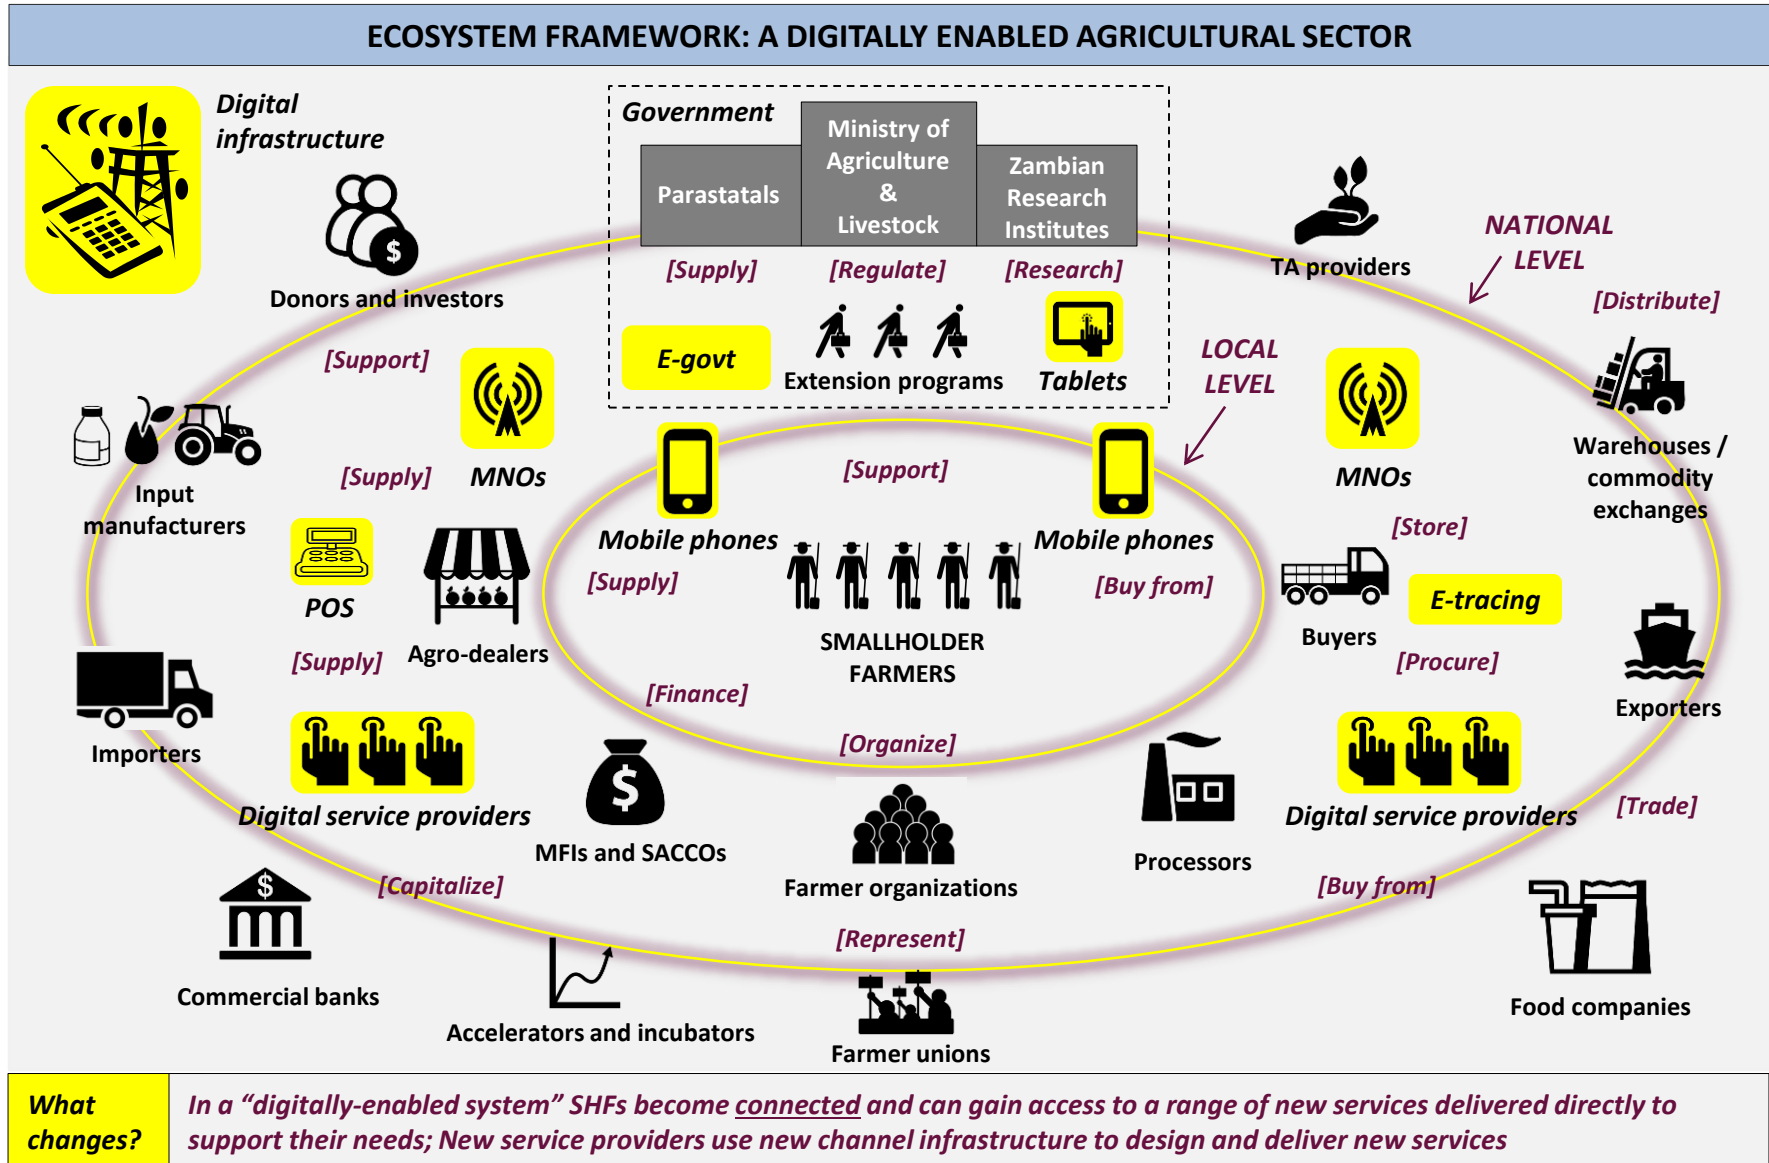 ECOSYSTEM FRAMEWORK: A DIGITALLY ENABLED AGRICULTURAL SECTOR
Digital
infrastructure
Government
Parastatals
Ministry of
Agriculture
&
Livestock
Zambian
Research
Institutes
[Supply]
[Regulate]
[Research]
E-govt
Extension programs
Tablets
Donors and investors
[Support]
TA providers
NATIONAL
LEVEL
[Distribute]
LOCAL
LEVEL
MNOs
MNOs
Warehouses /
commodity
exchanges
Input
manufacturers
[Supply]
[Support]
Mobile phones
Mobile phones
[Store]
POS
[Supply]
[Buy from]
E-tracing
[Supply]
Agro-dealers
SMALLHOLDER
FARMERS
Buyers
[Procure]
[Finance]
Exporters
Importers
[Organize]
$
Digital service providers
Digital service providers
[Trade]
MFIs and SACCOs
Farmer organizations
Processors
$
[Capitalize]
[Buy from]
[Represent]
Commercial banks
Accelerators and incubators
Farmer unions
Food companies
$
What
changes?
In a “digitally-enabled system” SHFs become connected and can gain access to a range of new services delivered directly to
support their needs; New service providers use new channel infrastructure to design and deliver new services